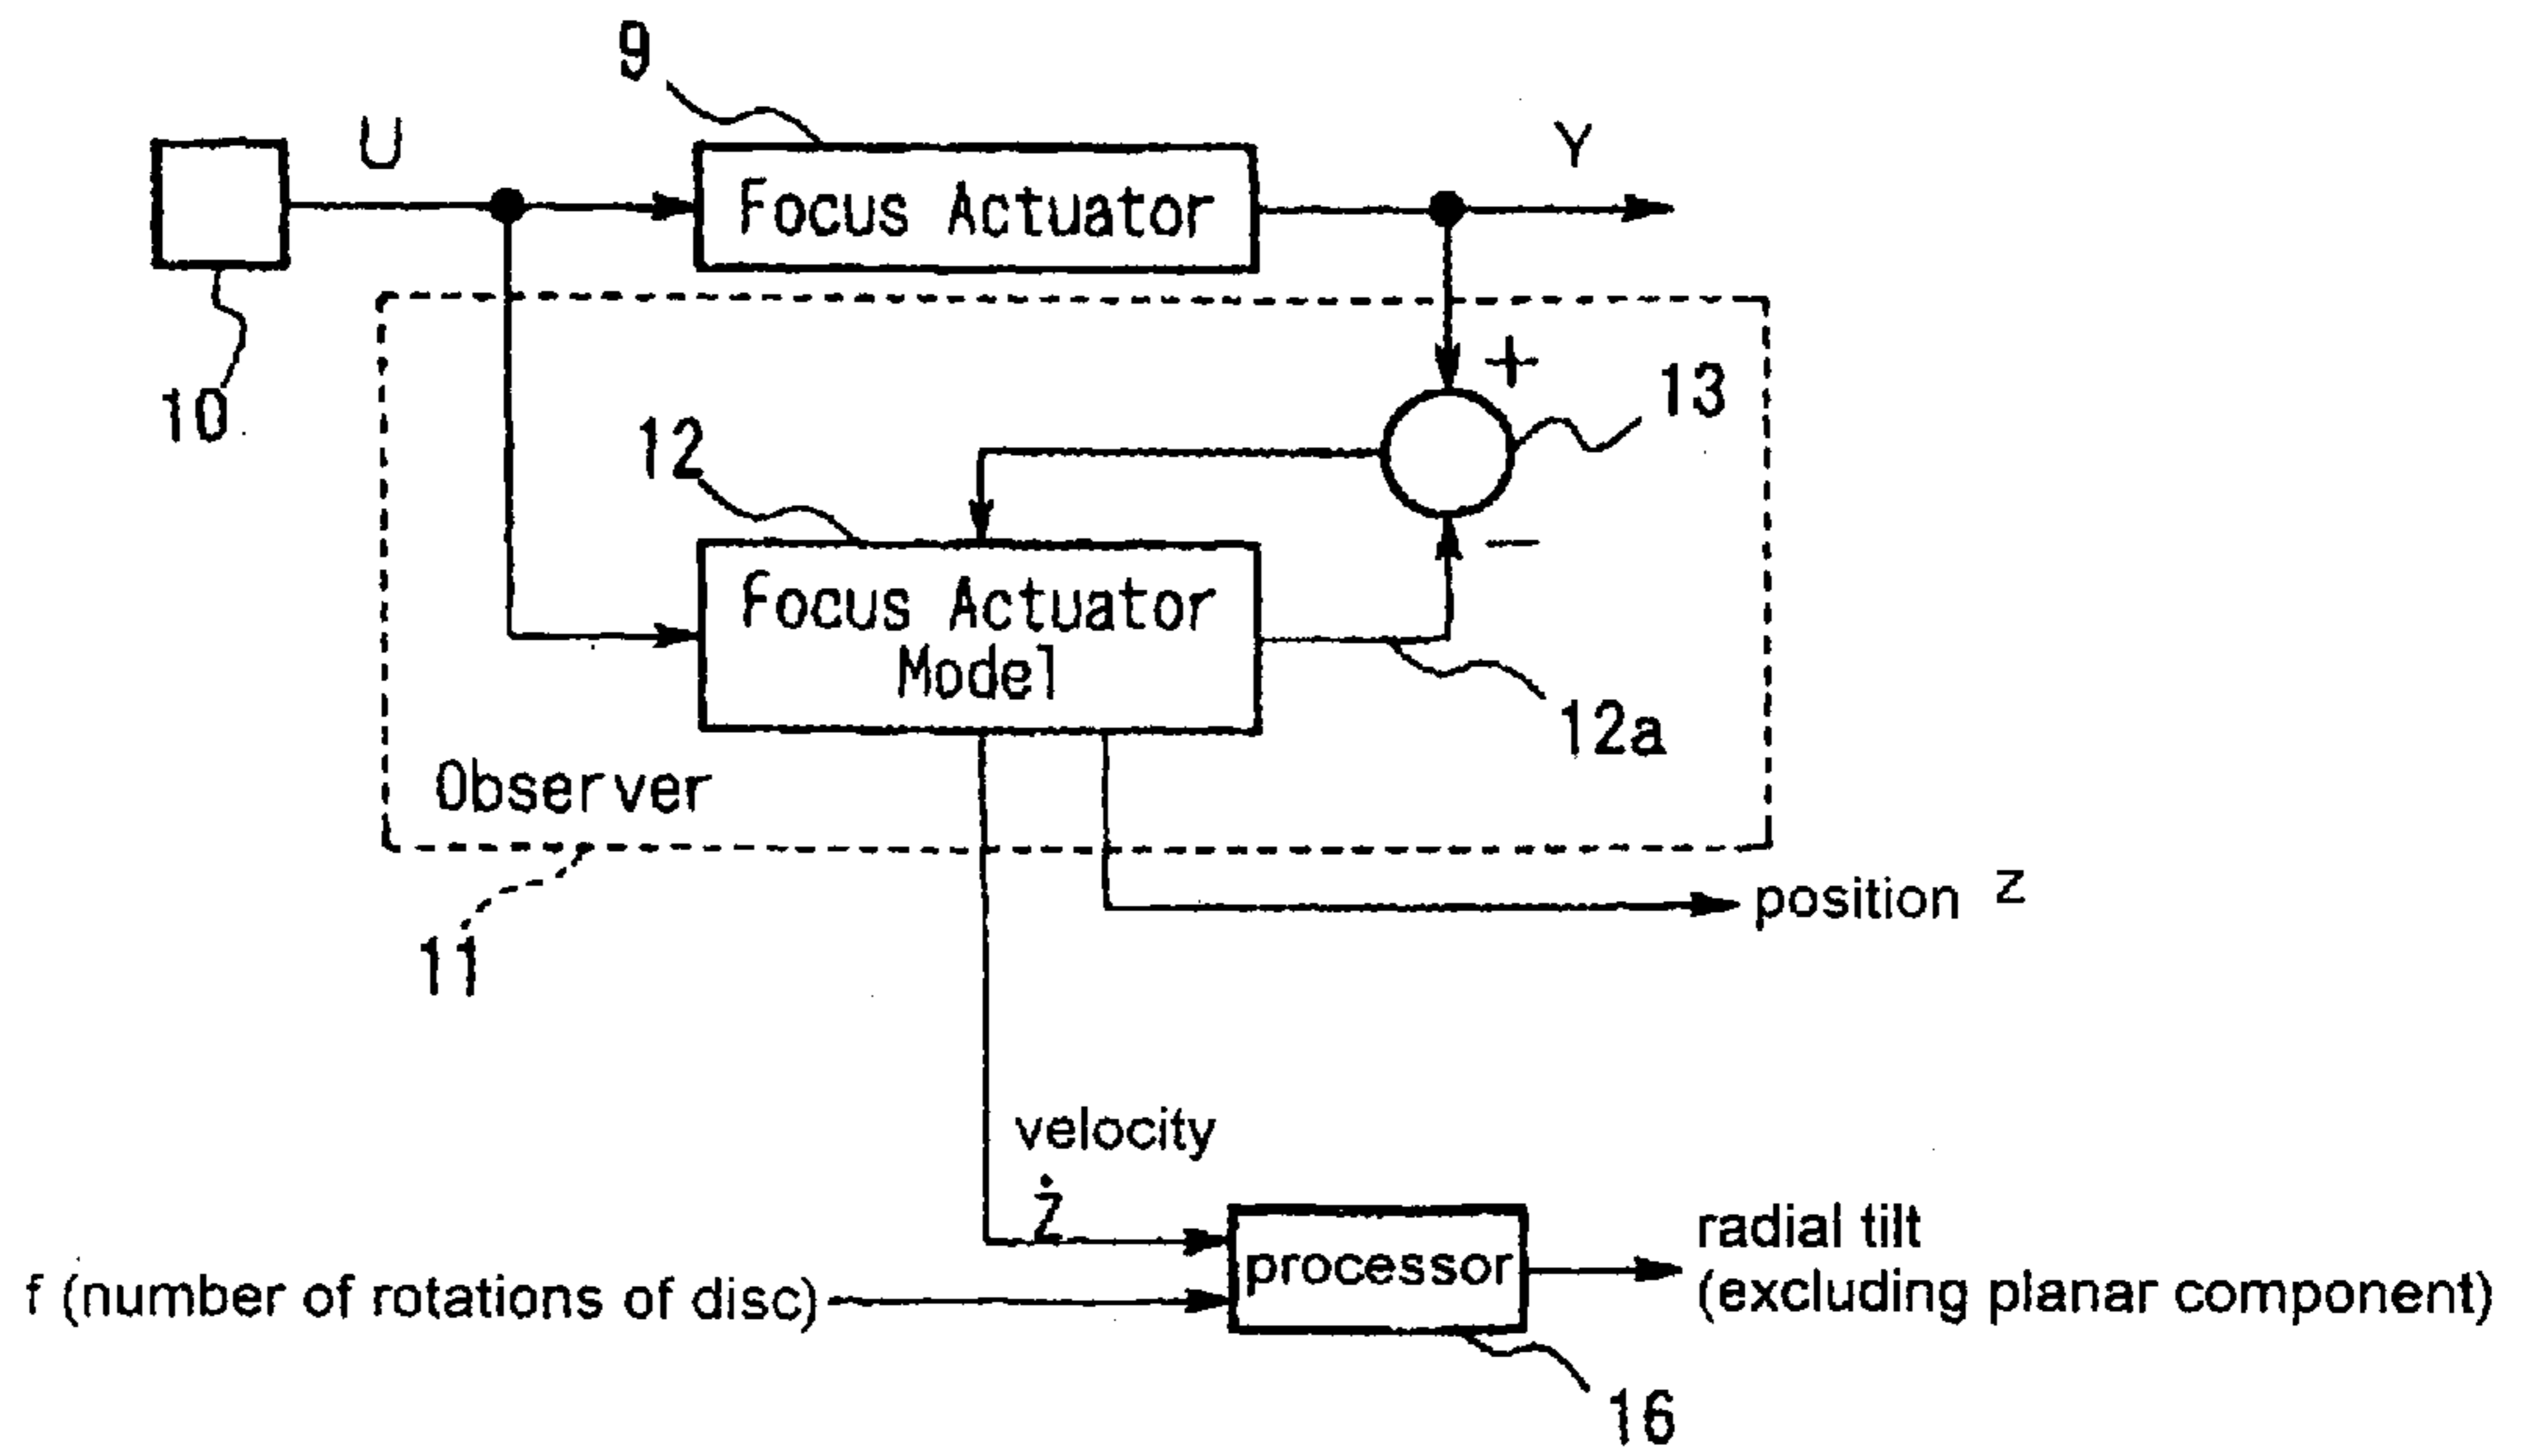 9
U
Focus Actuator
Y
10
+
13
12
Focus Actuator
Model
−
12a
Observer
11
position z
velocity
ż
f (number of rotations of disc)
processor
radial tilt
(excluding planar component)
16